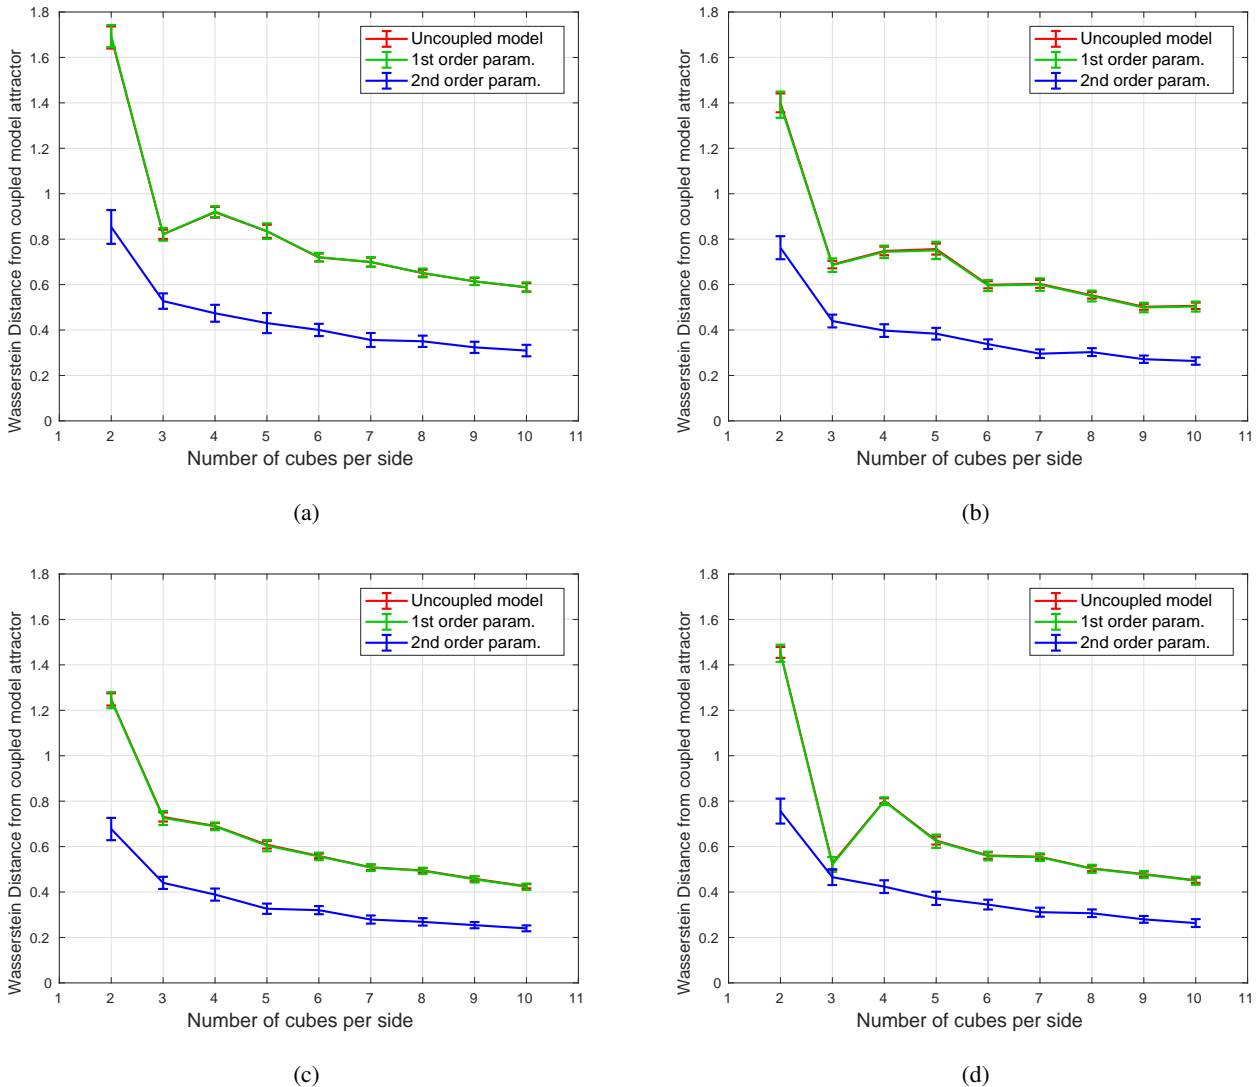 1.8
1.6
1.4
1.2
1
0.8
0.6
0.4
0.2
0
Wasserstein Distance from coupled model attractor
Uncoupled model
1st order param.
2nd order param.
1 2 3 4 5 6 7 8 9 10 11
Number of cubes per side
(a)
1.8
1.6
1.4
1.2
1
0.8
0.6
0.4
0.2
0
Wasserstein Distance from coupled model attractor
Uncoupled model
1st order param.
2nd order param.
1 2 3 4 5 6 7 8 9 10 11
Number of cubes per side
(b)
1.8
1.6
1.4
1.2
1
0.8
0.6
0.4
0.2
0
Wasserstein Distance from coupled model attractor
Uncoupled model
1st order param.
2nd order param.
1 2 3 4 5 6 7 8 9 10 11
Number of cubes per side
(c)
1.8
1.6
1.4
1.2
1
0.8
0.6
0.4
0.2
0
Wasserstein Distance from coupled model attractor
Uncoupled model
1st order param.
2nd order param.
1 2 3 4 5 6 7 8 9 10 11
Number of cubes per side
(d)